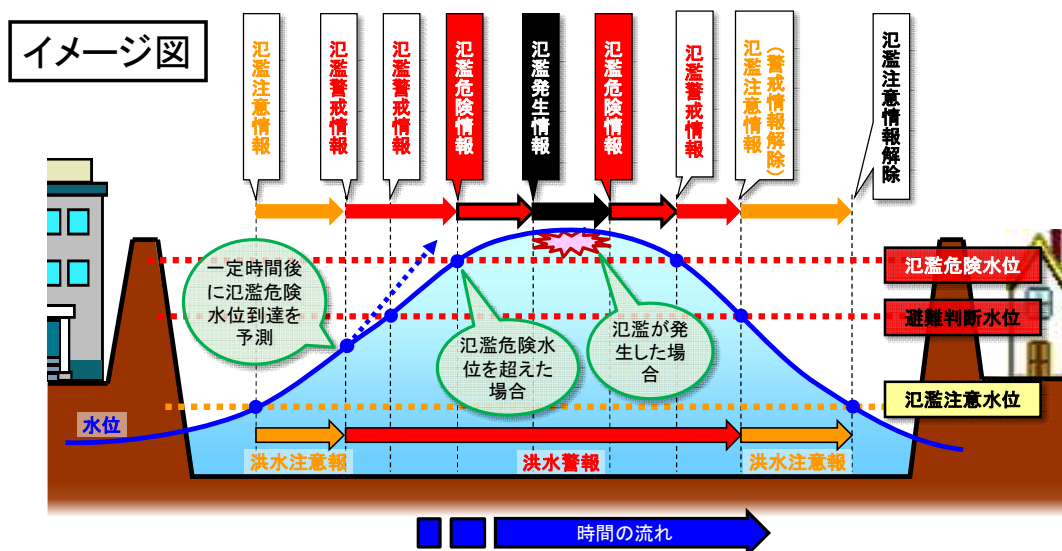 イメージ図
氾濫注意情報
氾濫警戒情報
氾濫警戒情報
氾濫危険情報
氾濫発生情報
氾濫危険情報
氾濫警戒情報
(警戒情報解除)
氾濫注意情報
氾濫注意情報解除
一定時間後
に氾濫危険
水位到達を
予測
氾濫危険水
位を超えた
場合
氾濫が発
生した場
合
氾濫危険水位
避難判断水位
氾濫注意水位
水位
洪水注意報
洪水警報
洪水注意報
時間の流れ